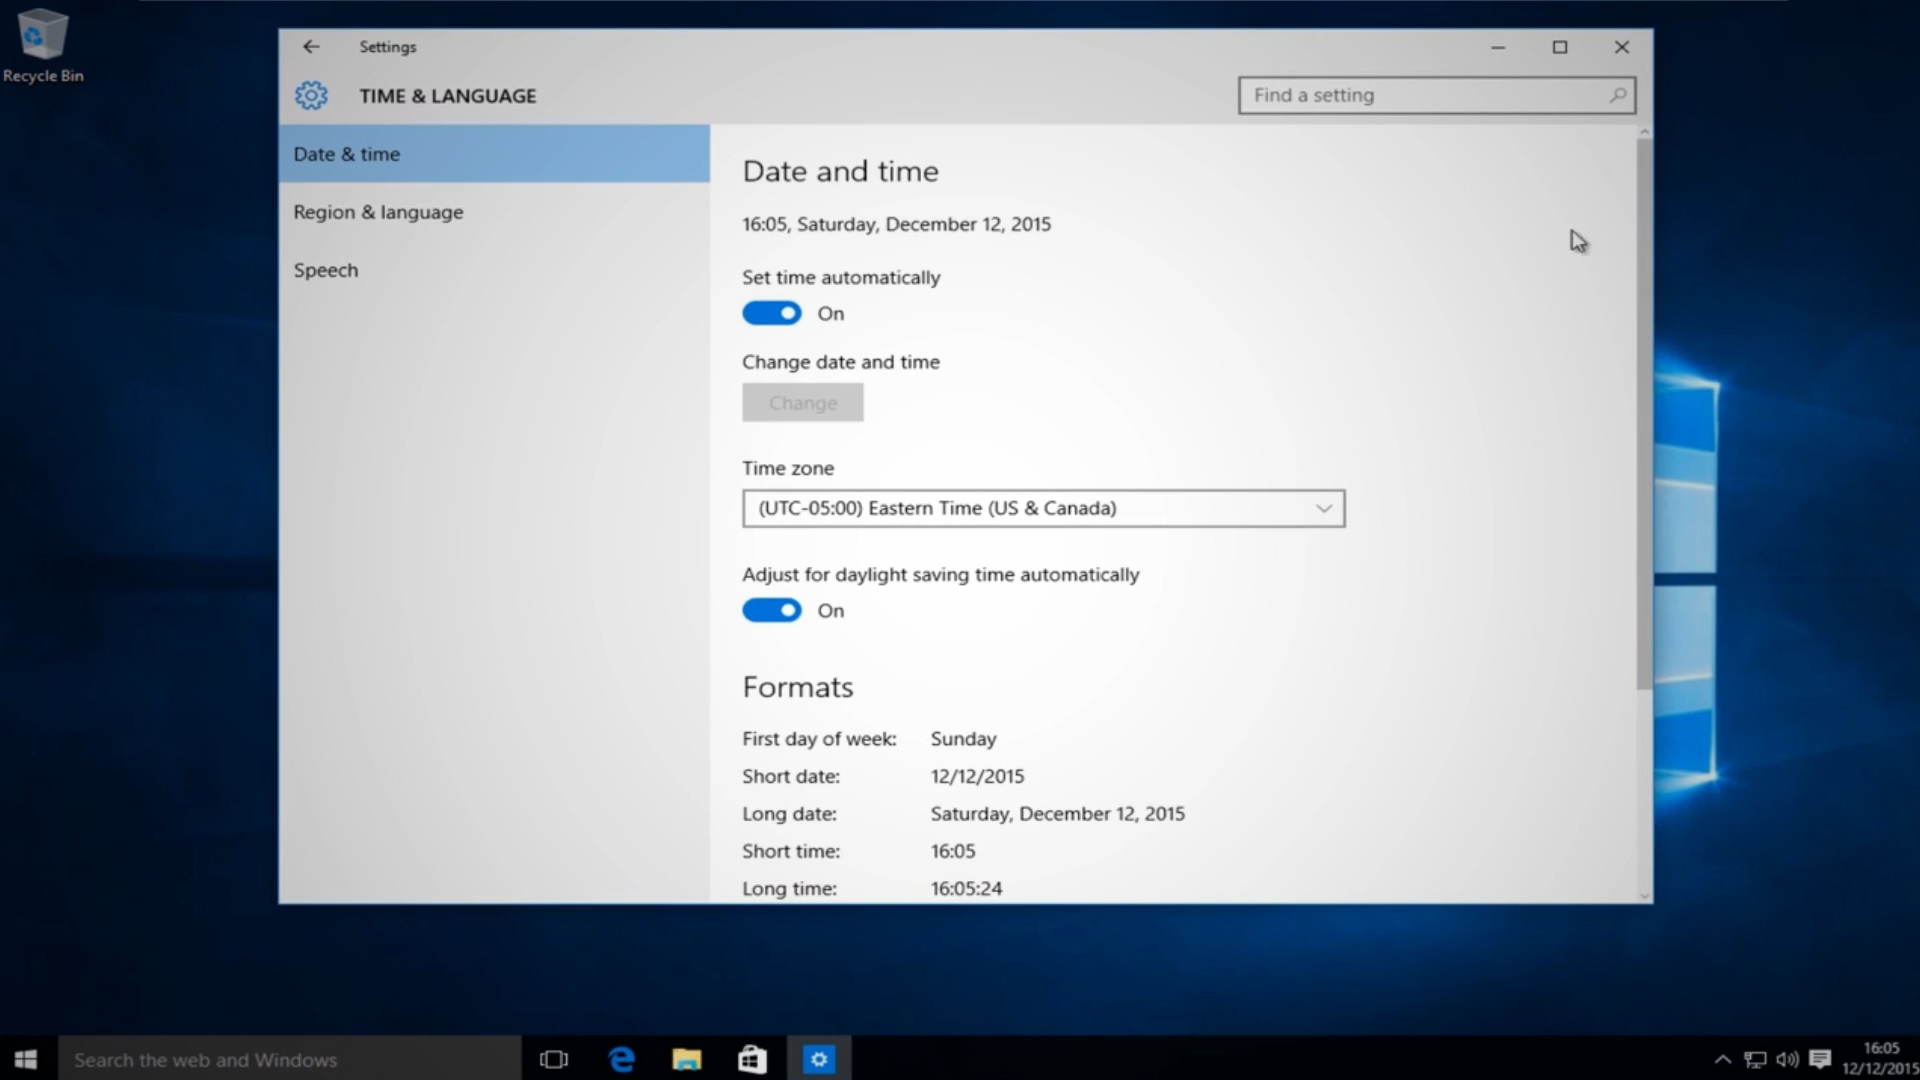 Recycle Bin
Settings
TIME & LANGUAGE
Find a setting
Date & time
Region & language
Speech
Date and time
16:05, Saturday, December 12, 2015
Set time automatically
On
Change date and time
Change
Time zone
(UTC-05:00) Eastern Time (US & Canada)
Adjust for daylight saving time automatically
On
Formats
First day of week: Sunday
Short date: 12/12/2015
Long date: Saturday, December 12, 2015
Short time: 16:05
Long time: 16:05:24
Search the web and Windows
16:05
12/12/2015